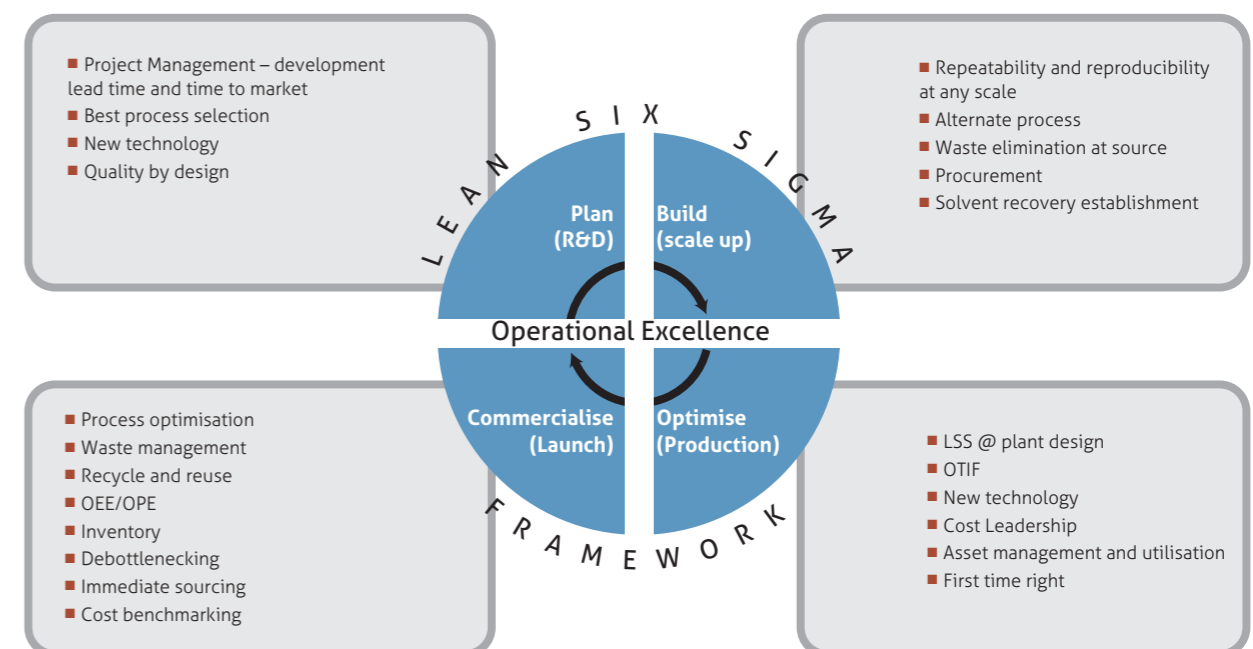 ■ Project Management – development
lead time and time to market
■ Best process selection
■ New technology
■ Quality by design
■ Repeatability and reproducibility
at any scale
■ Alternate process
■ Waste elimination at source
■ Procurement
■ Solvent recovery establishment
LEAN SIX SIGMA
Plan
(R&D)
Build
(scale up)
Operational Excellence
Commercialise
(Launch)
Optimise
(Production)
FRAMEWORK
■ Process optimisation
■ Waste management
■ Recycle and reuse
■ OEE/OPE
■ Inventory
■ Debottlenecking
■ Immediate sourcing
■ Cost benchmarking
■ LSS @ plant design
■ OTIF
■ New technology
■ Cost Leadership
■ Asset management and utilisation
■ First time right